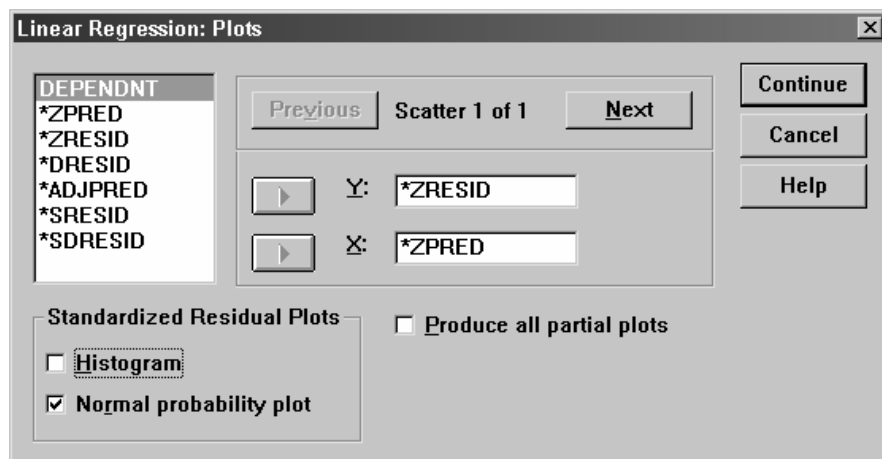 Linear Regression: Plots
DEPENDNT
*ZPRED
*ZRESID
*DRESID
*ADJPRED
*SRESID
*SDRESID
Previous
Scatter 1 of 1
Next
Y:
*ZRESID
X:
*ZPRED
Continue
Cancel
Help
Standardized Residual Plots
Histogram
Normal probability plot
Produce all partial plots